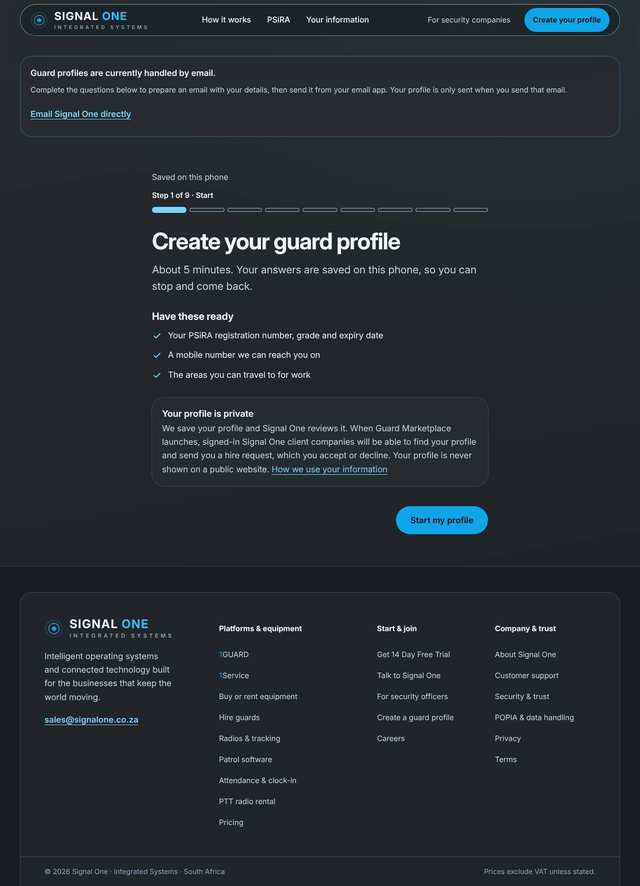 SIGNAL ONE
INTEGRATED SYSTEMS
How it works
PSiRA
Your information
For security companies
Create your profile
Guard profiles are currently handled by email.
Complete the questions below to prepare an email with your details, then send it from your email app. Your profile is only sent when you send that email.
Email Signal One directly
Saved on this phone
Step 1 of 9 · Start
Create your guard profile
About 5 minutes. Your answers are saved on this phone, so you can
stop and come back.
Have these ready
Your PSiRA registration number, grade and expiry date
A mobile number we can reach you on
The areas you can travel to for work
Your profile is private
We save your profile and Signal One reviews it. When Guard Marketplace
launches, signed-in Signal One client companies will be able to find your profile
and send you a hire request, which you accept or decline. Your profile is never
shown on a public website. How we use your information
Start my profile
SIGNAL ONE
INTEGRATED SYSTEMS
Intelligent operating systems
and connected technology built
for the businesses that keep the
world moving.
sales@signalone.co.za
Platforms & equipment
1GUARD
1Service
Buy or rent equipment
Hire guards
Radios & tracking
Patrol software
Attendance & clock-in
PTT radio rental
Pricing
Start & join
Get 14 Day Free Trial
Talk to Signal One
For security officers
Create a guard profile
Careers
Company & trust
About Signal One
Customer support
Security & trust
POPIA & data handling
Privacy
Terms
© 2026 Signal One · Integrated Systems · South Africa
Prices exclude VAT unless stated.